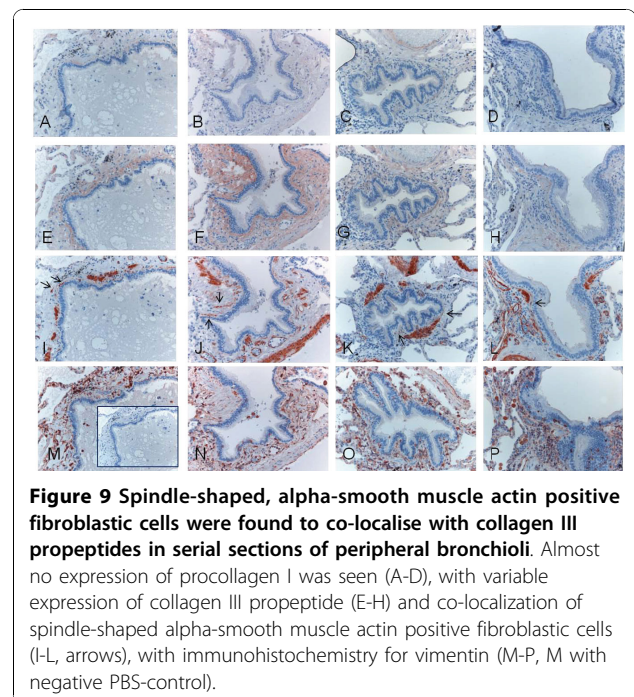 A B C D
E F G H
I J K L
M N O P
Figure 9 Spindle-shaped, alpha-smooth muscle actin positive
fibroblastic cells were found to co-localise with collagen III
propeptides in serial sections of peripheral bronchioli. Almost
no expression of procollagen I was seen (A-D), with variable
expression of collagen III propeptide (E-H) and co-localization of
spindle-shaped alpha-smooth muscle actin positive fibroblastic cells
(I-L, arrows), with immunohistochemistry for vimentin (M-P, M with
negative PBS-control).